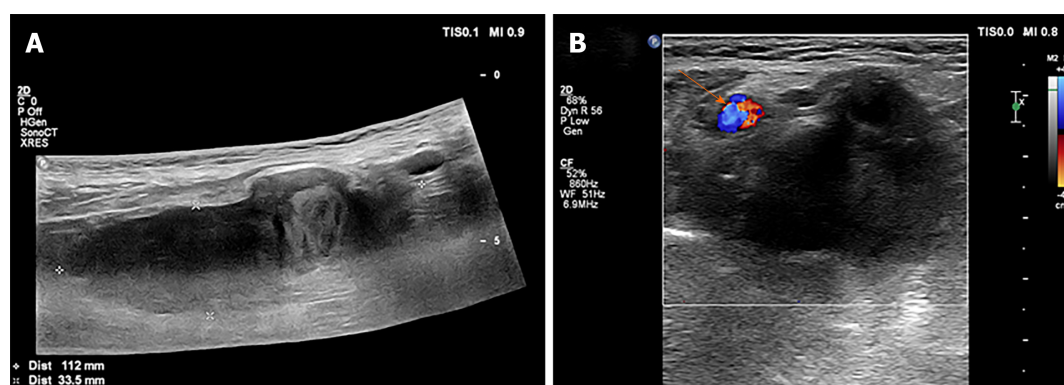 A
TIS0.1 MI 0.9
0
2D
C 0
P Off
HGen
SonoCT
XRES
P
5
Dist 112 mm
Dist 33.5 mm
B
TIS0.0 MI 0.8
P
M2
2D
68%
Dyn R 56
P Low
Gen
x
CF
52%
860Hz
WF 51Hz
6.9MHz